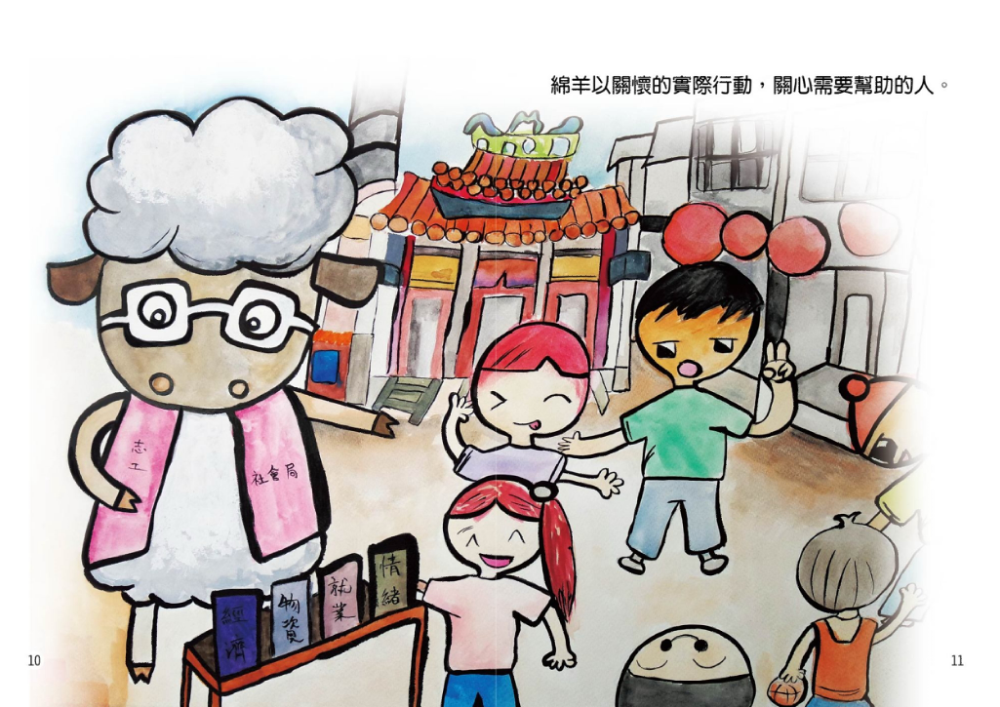 綿羊以關懷的實際行動，關心需要幫助的人。
志工
社會局
經濟
物資
就業
情緒
10
11